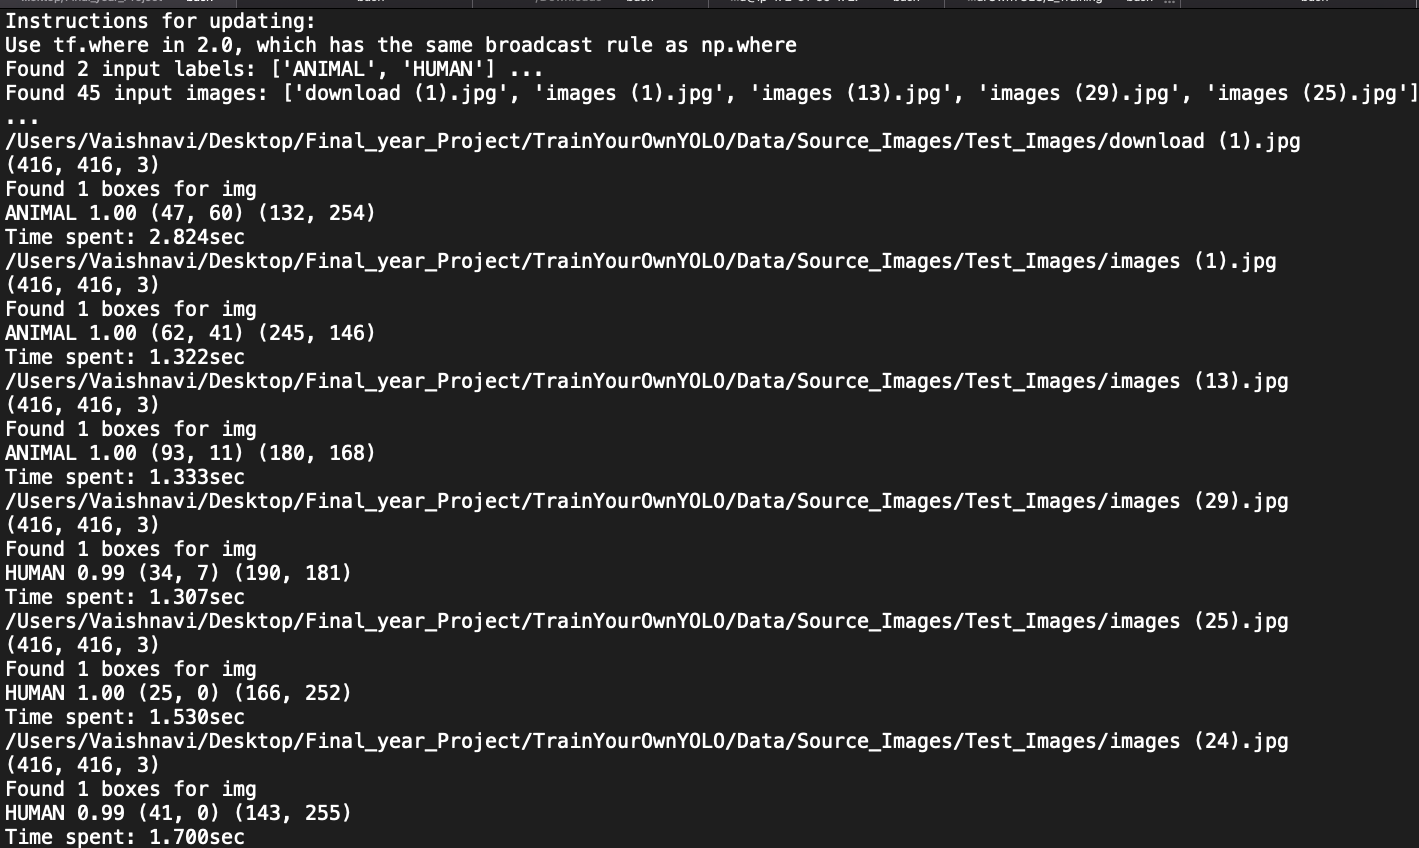 Instructions for updating:
Use tf.where in 2.0, which has the same broadcast rule as np.where
Found 2 input labels: ['ANIMAL', 'HUMAN'] ...
Found 45 input images: ['download (1).jpg', 'images (1).jpg', 'images (13).jpg', 'images (29).jpg', 'images (25).jpg']
...
/Users/Vaishnavi/Desktop/Final_year_Project/TrainYourOwnYOLO/Data/Source_Images/Test_Images/download (1).jpg
(416, 416, 3)
Found 1 boxes for img
ANIMAL 1.00 (47, 60) (132, 254)
Time spent: 2.824sec
/Users/Vaishnavi/Desktop/Final_year_Project/TrainYourOwnYOLO/Data/Source_Images/Test_Images/images (1).jpg
(416, 416, 3)
Found 1 boxes for img
ANIMAL 1.00 (62, 41) (245, 146)
Time spent: 1.322sec
/Users/Vaishnavi/Desktop/Final_year_Project/TrainYourOwnYOLO/Data/Source_Images/Test_Images/images (13).jpg
(416, 416, 3)
Found 1 boxes for img
ANIMAL 1.00 (93, 11) (180, 168)
Time spent: 1.333sec
/Users/Vaishnavi/Desktop/Final_year_Project/TrainYourOwnYOLO/Data/Source_Images/Test_Images/images (29).jpg
(416, 416, 3)
Found 1 boxes for img
HUMAN 0.99 (34, 7) (190, 181)
Time spent: 1.307sec
/Users/Vaishnavi/Desktop/Final_year_Project/TrainYourOwnYOLO/Data/Source_Images/Test_Images/images (25).jpg
(416, 416, 3)
Found 1 boxes for img
HUMAN 1.00 (25, 0) (166, 252)
Time spent: 1.530sec
/Users/Vaishnavi/Desktop/Final_year_Project/TrainYourOwnYOLO/Data/Source_Images/Test_Images/images (24).jpg
(416, 416, 3)
Found 1 boxes for img
HUMAN 0.99 (41, 0) (143, 255)
Time spent: 1.700sec